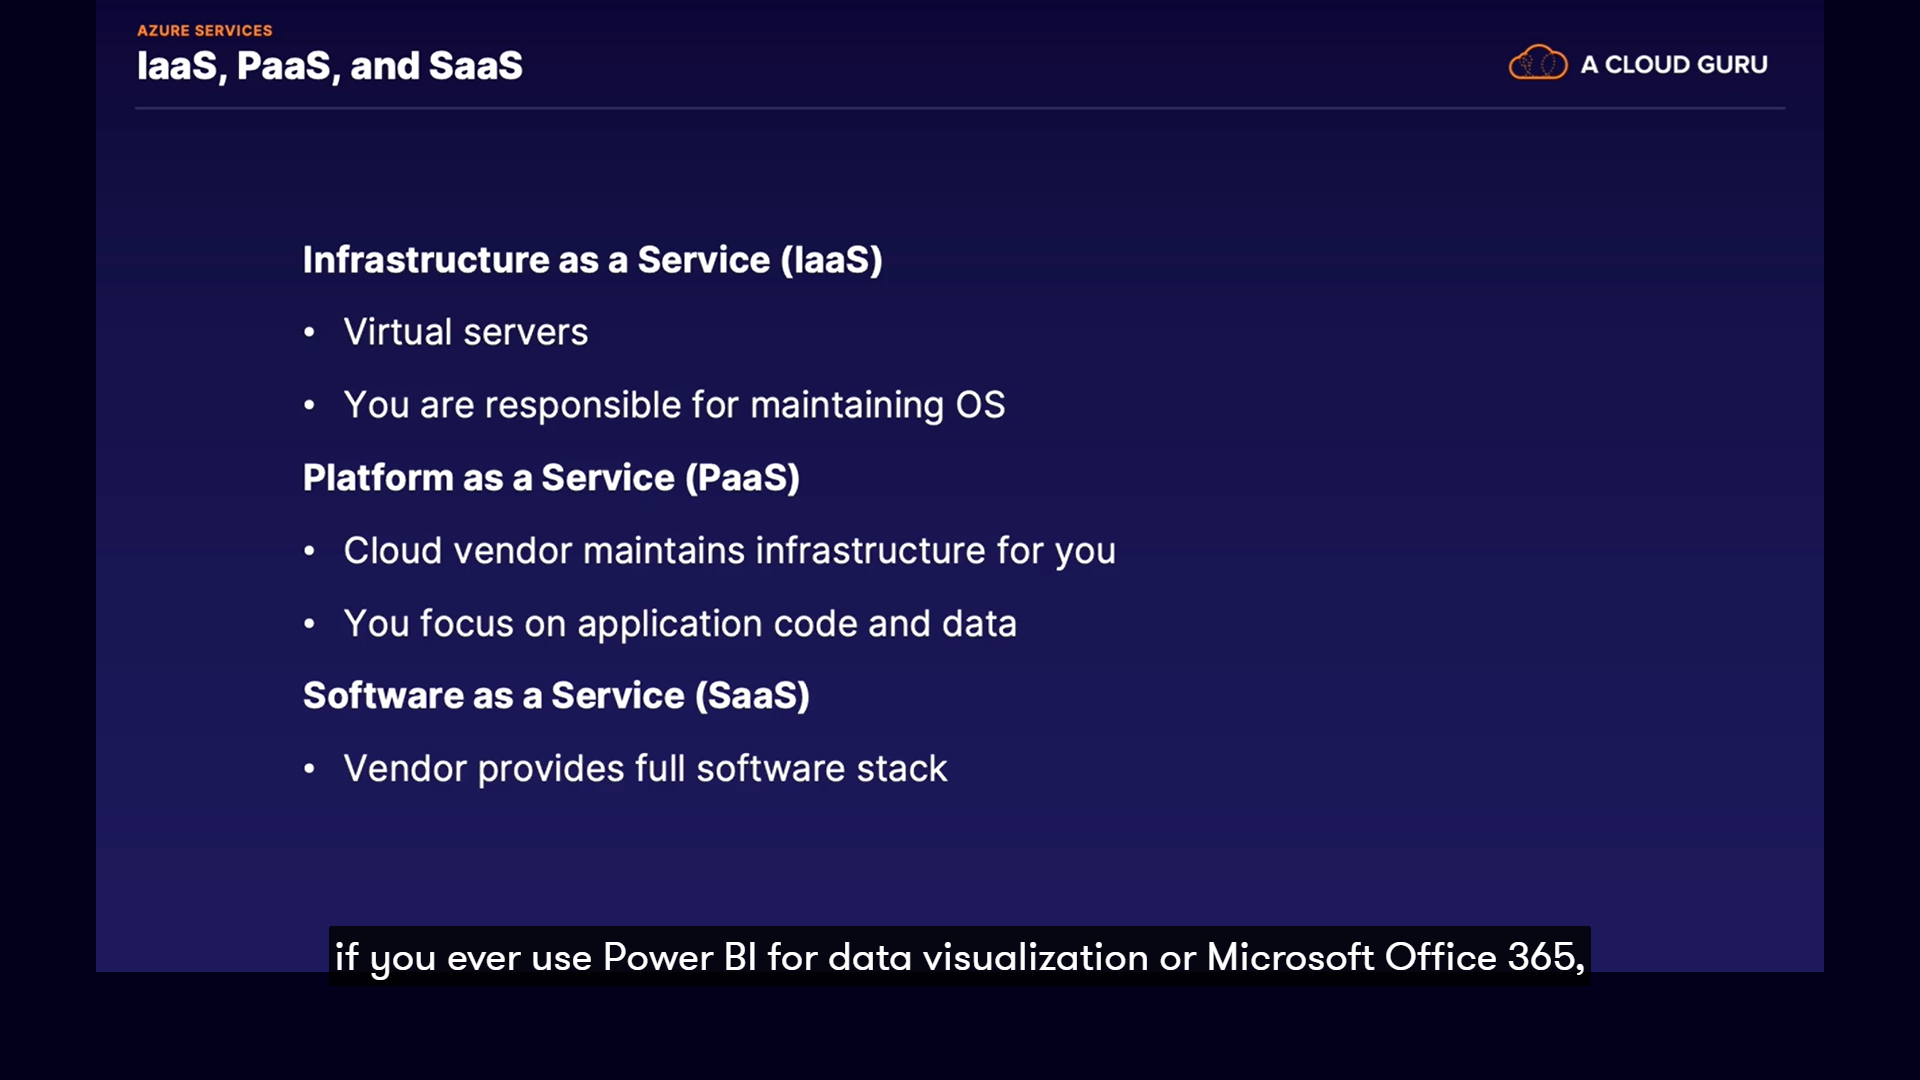 AZURE SERVICES
IaaS, PaaS, and SaaS
A CLOUD GURU
Infrastructure as a Service (IaaS)
• Virtual servers
• You are responsible for maintaining OS
Platform as a Service (PaaS)
• Cloud vendor maintains infrastructure for you
• You focus on application code and data
Software as a Service (SaaS)
• Vendor provides full software stack
if you ever use Power BI for data visualization or Microsoft Office 365,